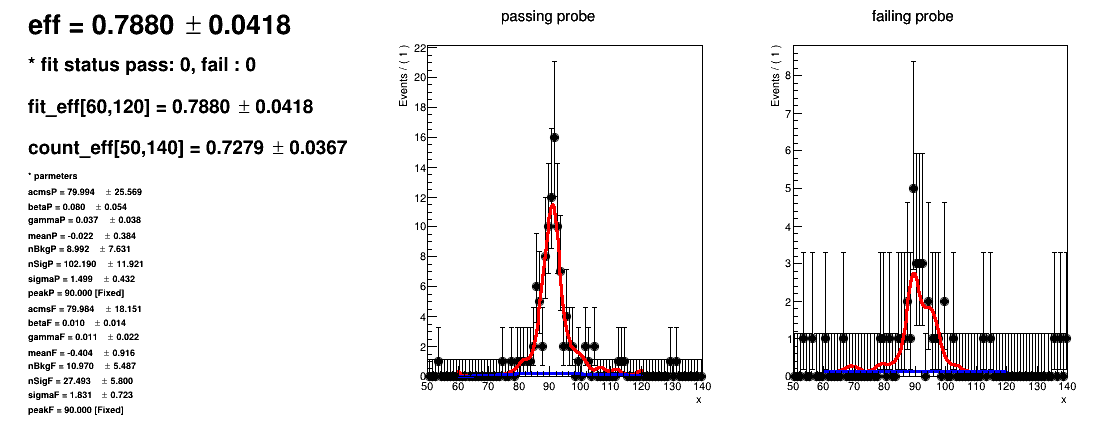 eff = 0.7880 ± 0.0418
* fit status pass: 0, fail : 0
fit_eff[60,120] = 0.7880 ± 0.0418
count_eff[50,140] = 0.7279 ± 0.0367
* parmeters
acmsP = 79.994 ± 25.569
betaP = 0.080 ± 0.054
gammaP = 0.037 ± 0.038
meanP = -0.022 ± 0.384
nBkgP = 8.992 ± 7.631
nSigP = 102.190 ± 11.921
sigmaP = 1.499 ± 0.432
peakP = 90.000 [Fixed]
acmsF = 79.984 ± 18.151
betaF = 0.010 ± 0.014
gammaF = 0.011 ± 0.022
meanF = -0.404 ± 0.916
nBkgF = 10.970 ± 5.487
nSigF = 27.493 ± 5.800
sigmaF = 1.831 ± 0.723
peakF = 90.000 [Fixed]
passing probe
Events / ( 1 )
22
20
18
16
14
12
10
8
6
4
2
0
50 60 70 80 90 100 110 120 130 140
x
failing probe
Events / ( 1 )
8
7
6
5
4
3
2
1
0
50 60 70 80 90 100 110 120 130 140
x